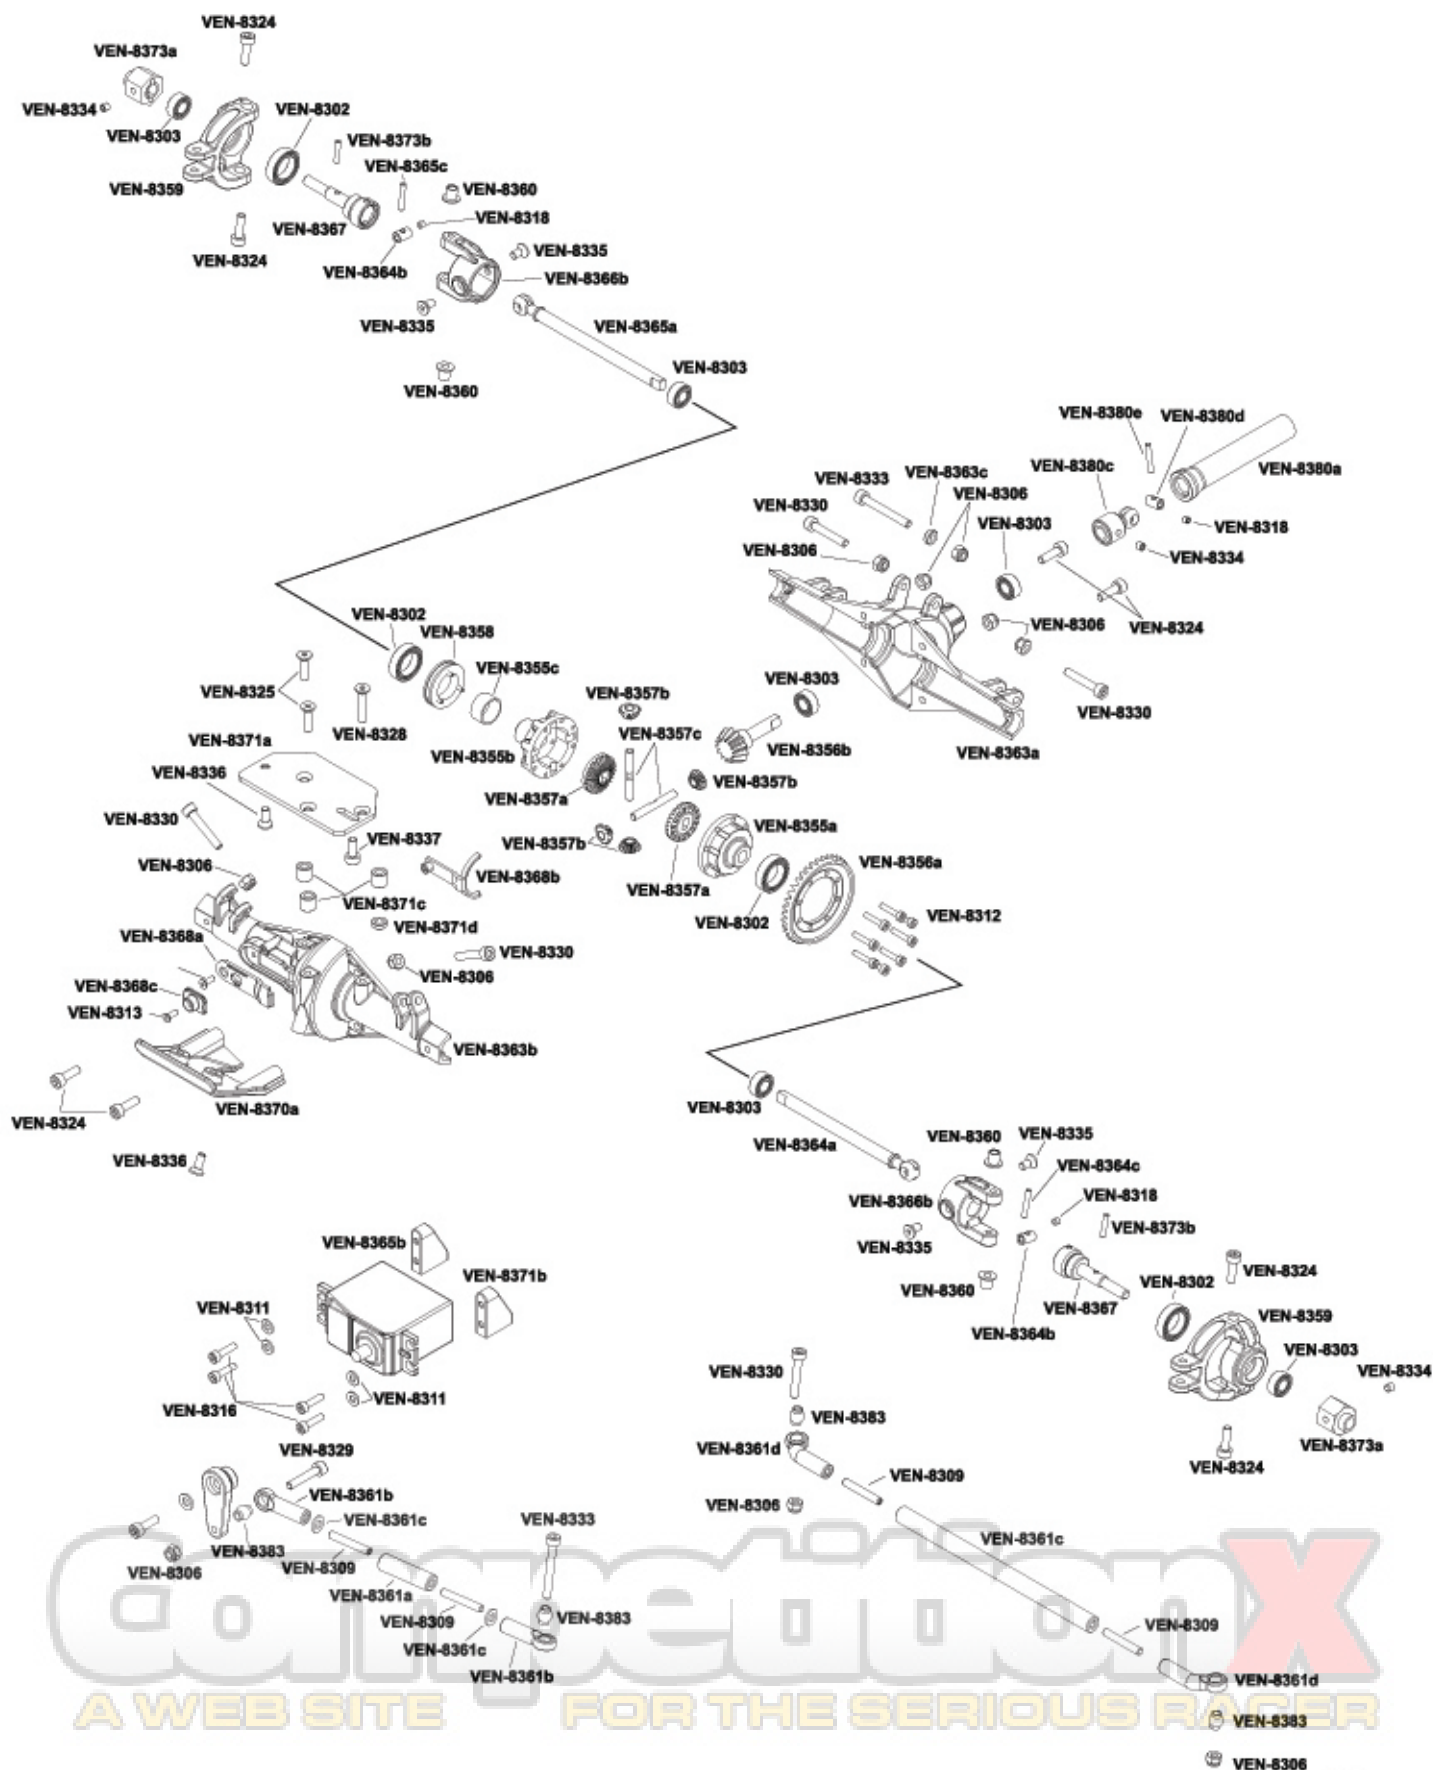 VEN-8324
VEN-8373a
VEN-8334
VEN-8303
VEN-8302
VEN-8373b
VEN-8365c
VEN-8359
VEN-8360
VEN-8367
VEN-8318
VEN-8324
VEN-8364b
VEN-8335
VEN-8366b
VEN-8335
VEN-8365a
VEN-8303
VEN-8360
VEN-8380e
VEN-8380d
VEN-8380c
VEN-8380a
VEN-8363c
VEN-8333
VEN-8306
VEN-8330
VEN-8303
VEN-8318
VEN-8306
VEN-8334
VEN-8306
VEN-8324
VEN-8302
VEN-8358
VEN-8355c
VEN-8303
VEN-8325
VEN-8357b
VEN-8330
VEN-8328
VEN-8357c
VEN-8371a
VEN-8355b
VEN-8356b
VEN-8363a
VEN-8336
VEN-8357b
VEN-8357a
VEN-8330
VEN-8355a
VEN-8337
VEN-8357b
VEN-8306
VEN-8356a
VEN-8368b
VEN-8357a
VEN-8371c
VEN-8302
VEN-8312
VEN-8371d
VEN-8368a
VEN-8330
VEN-8306
VEN-8368c
VEN-8313
VEN-8363b
VEN-8370a
VEN-8303
VEN-8324
VEN-8364a
VEN-8360
VEN-8335
VEN-8336
VEN-8364c
VEN-8366b
VEN-8318
VEN-8373b
VEN-8365b
VEN-8335
VEN-8371b
VEN-8302
VEN-8324
VEN-8360
VEN-8311
VEN-8367
VEN-8359
VEN-8364b
VEN-8303
VEN-8330
VEN-8334
VEN-8311
VEN-8316
VEN-8383
VEN-8373a
VEN-8329
VEN-8361d
VEN-8324
VEN-8309
VEN-8361b
VEN-8306
VEN-8361c
VEN-8333
VEN-8361c
VEN-8383
VEN-8309
VEN-8306
VEN-8361a
VEN-8309
VEN-8383
VEN-8309
VEN-8361c
VEN-8361b
VEN-8361d
VEN-8383
VEN-8306
CompetitionX
A WEB SITE FOR THE SERIOUS RACER